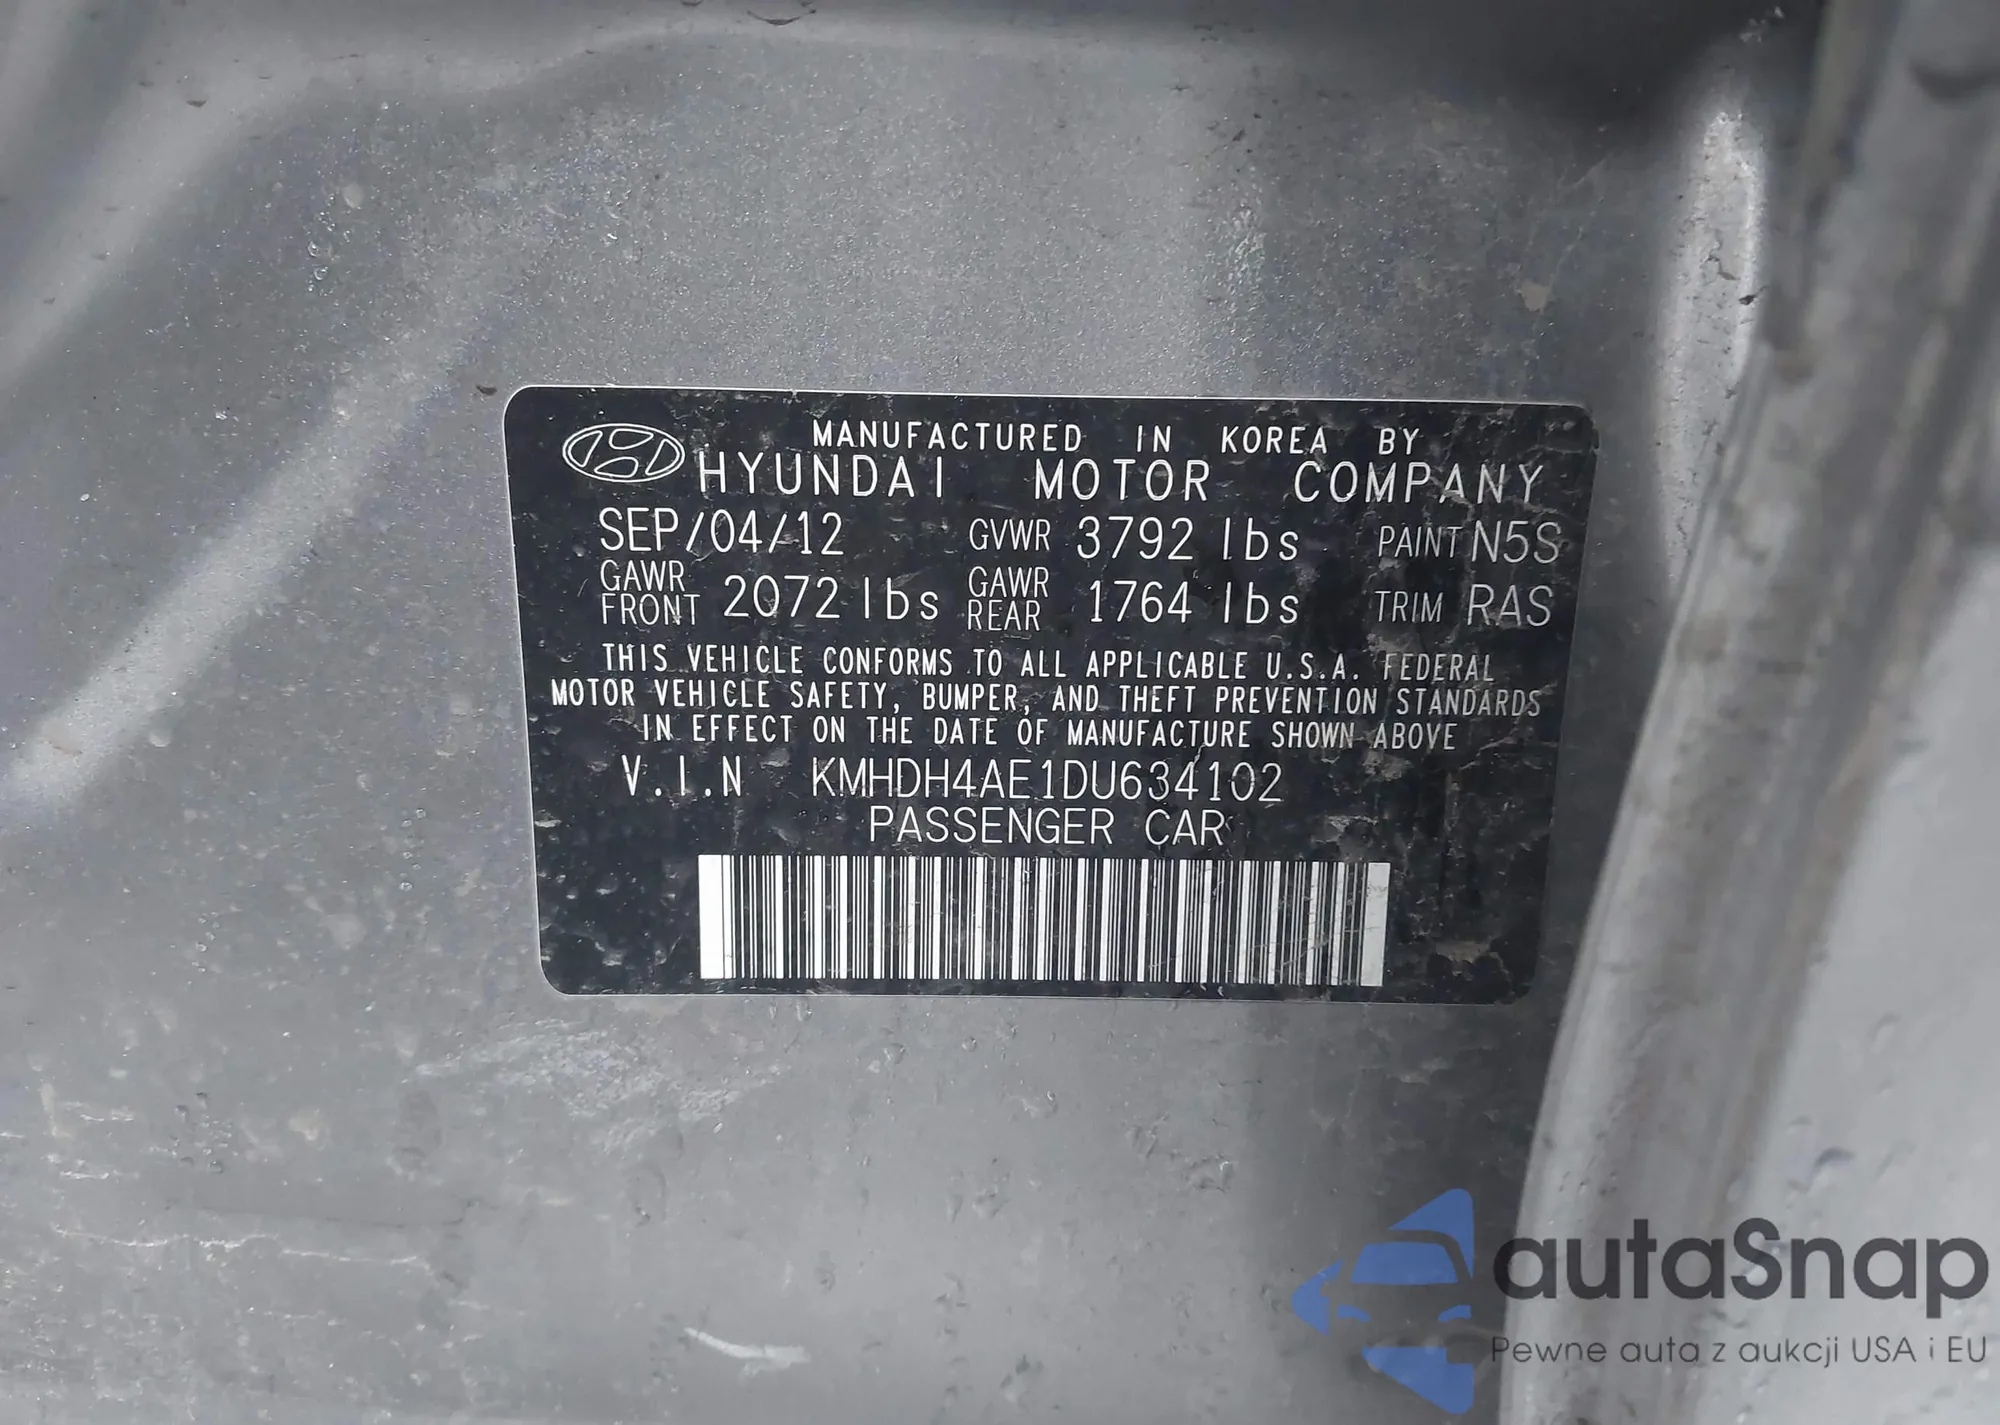 MANUFACTURED IN KOREA BY
HYUNDAI MOTOR COMPANY
SEP/04/12 GVWR 3792 lbs PAINT N5S
GAWR FRONT 2072 lbs GAWR REAR 1764 lbs TRIM RAS
THIS VEHICLE CONFORMS TO ALL APPLICABLE U.S.A. FEDERAL
MOTOR VEHICLE SAFETY, BUMPER, AND THEFT PREVENTION STANDARDS
IN EFFECT ON THE DATE OF MANUFACTURE SHOWN ABOVE
V.I.N KMHDH4AE1DU634102
PASSENGER CAR
autaSnap
Pewne auta z aukcji USA i EU